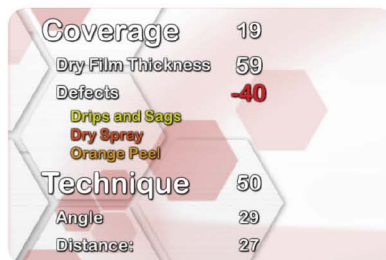 Coverage 19
Dry Film Thickness 59
Defects -40
Drips and Sags
Dry Spray
Orange Peel
Technique 50
Angle 29
Distance: 27